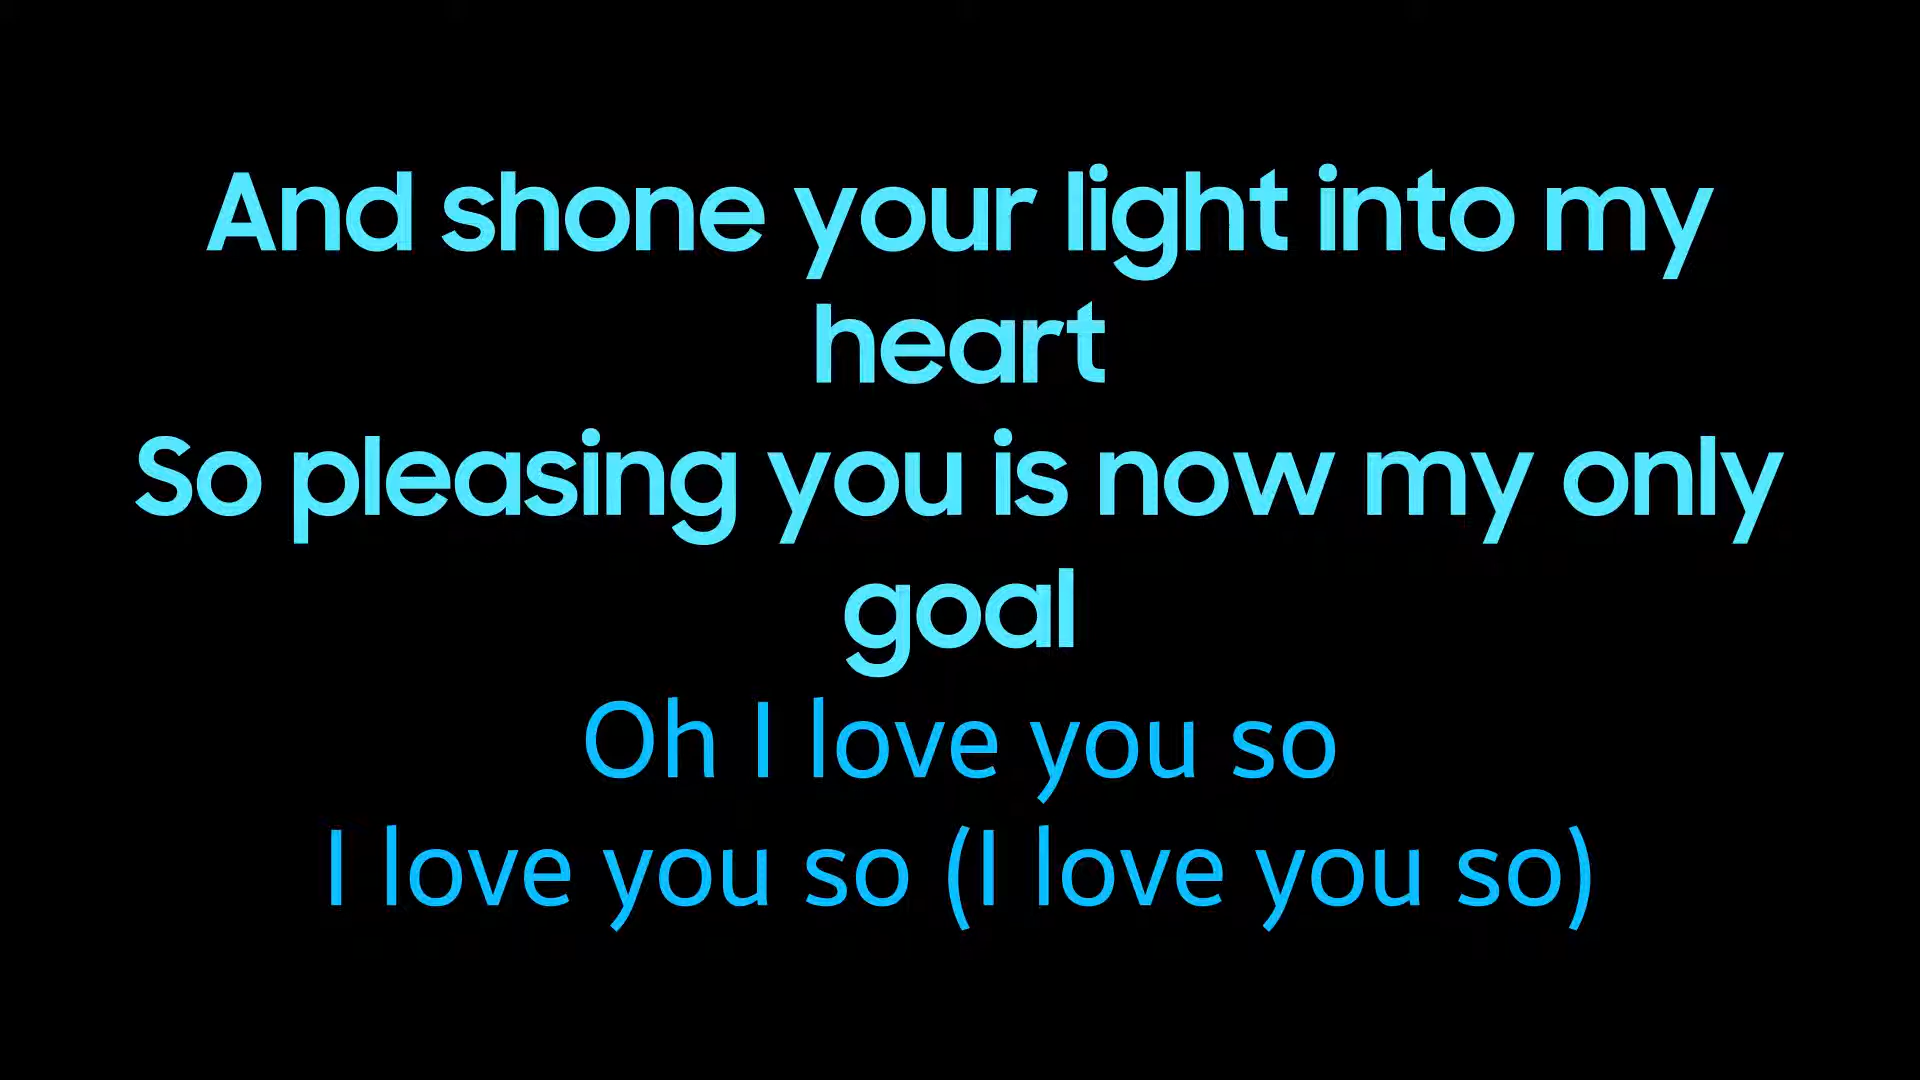 And shone your light into my
heart
So pleasing you is now my only
goal
Oh I love you so
I love you so (I love you so)